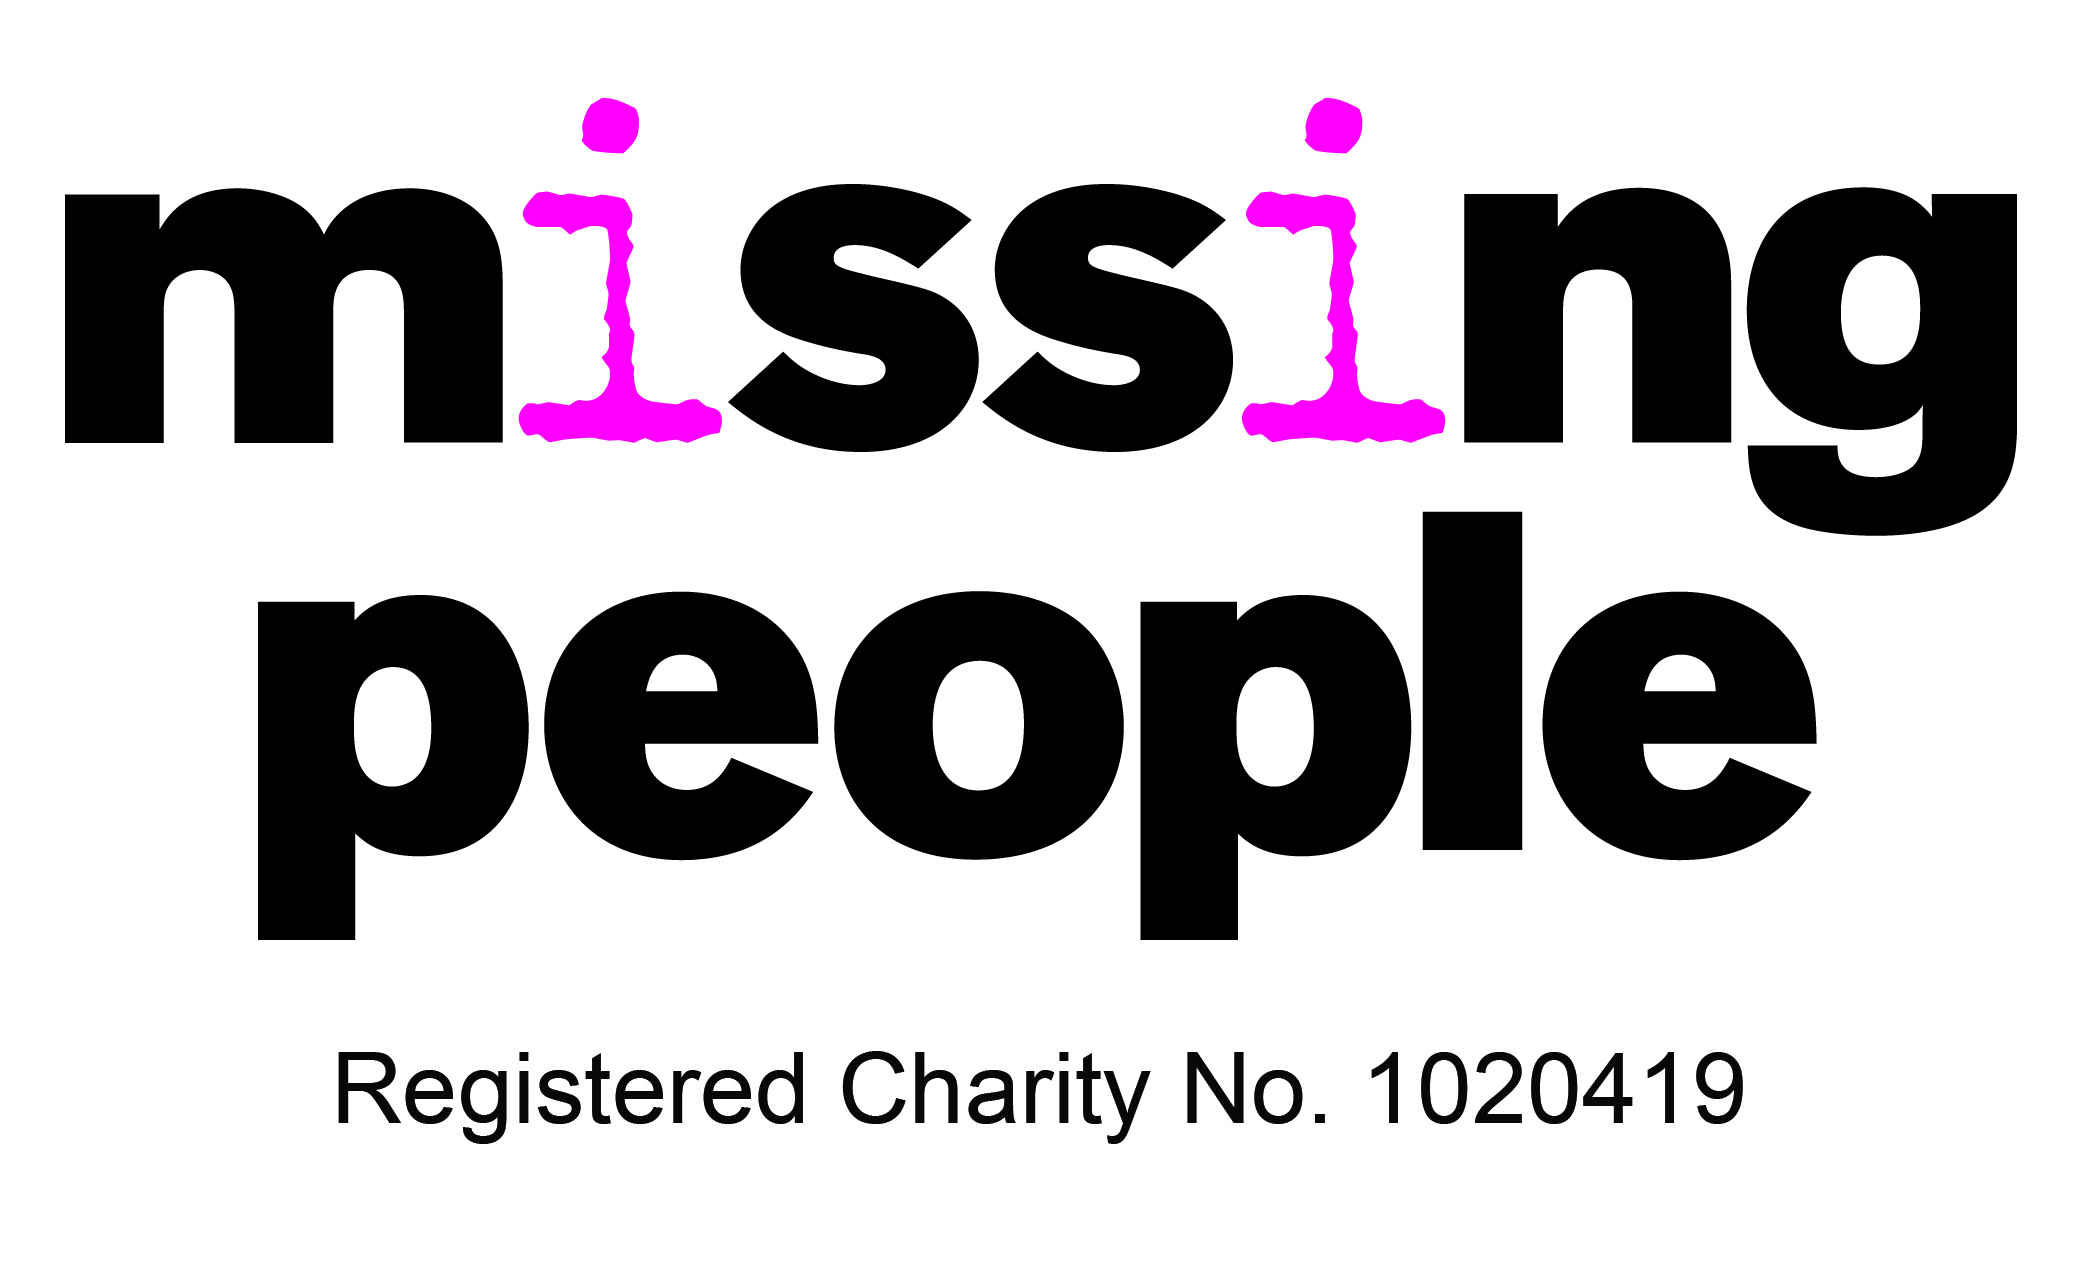 missing
people
Registered Charity No. 1020419